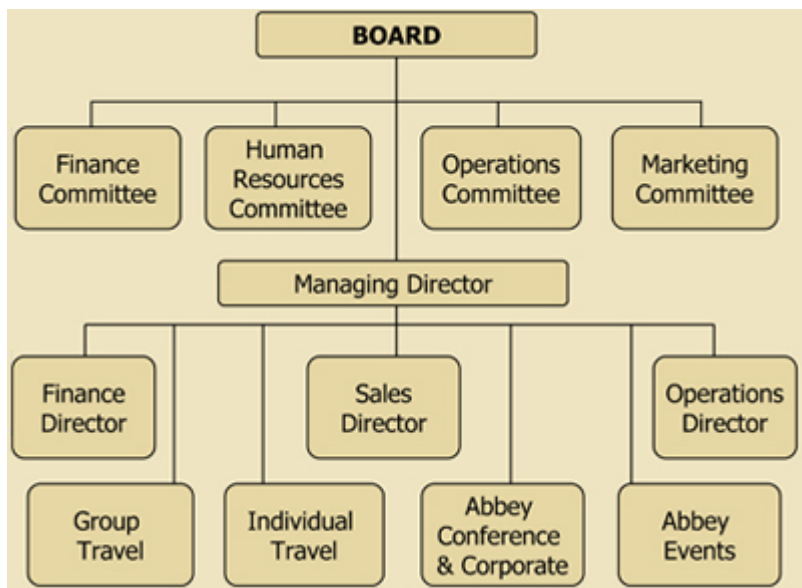 BOARD
Finance
Committee
Human
Resources
Committee
Operations
Committee
Marketing
Committee
Managing Director
Finance
Director
Sales
Director
Operations
Director
Group
Travel
Individual
Travel
Abbey
Conference
& Corporate
Abbey
Events